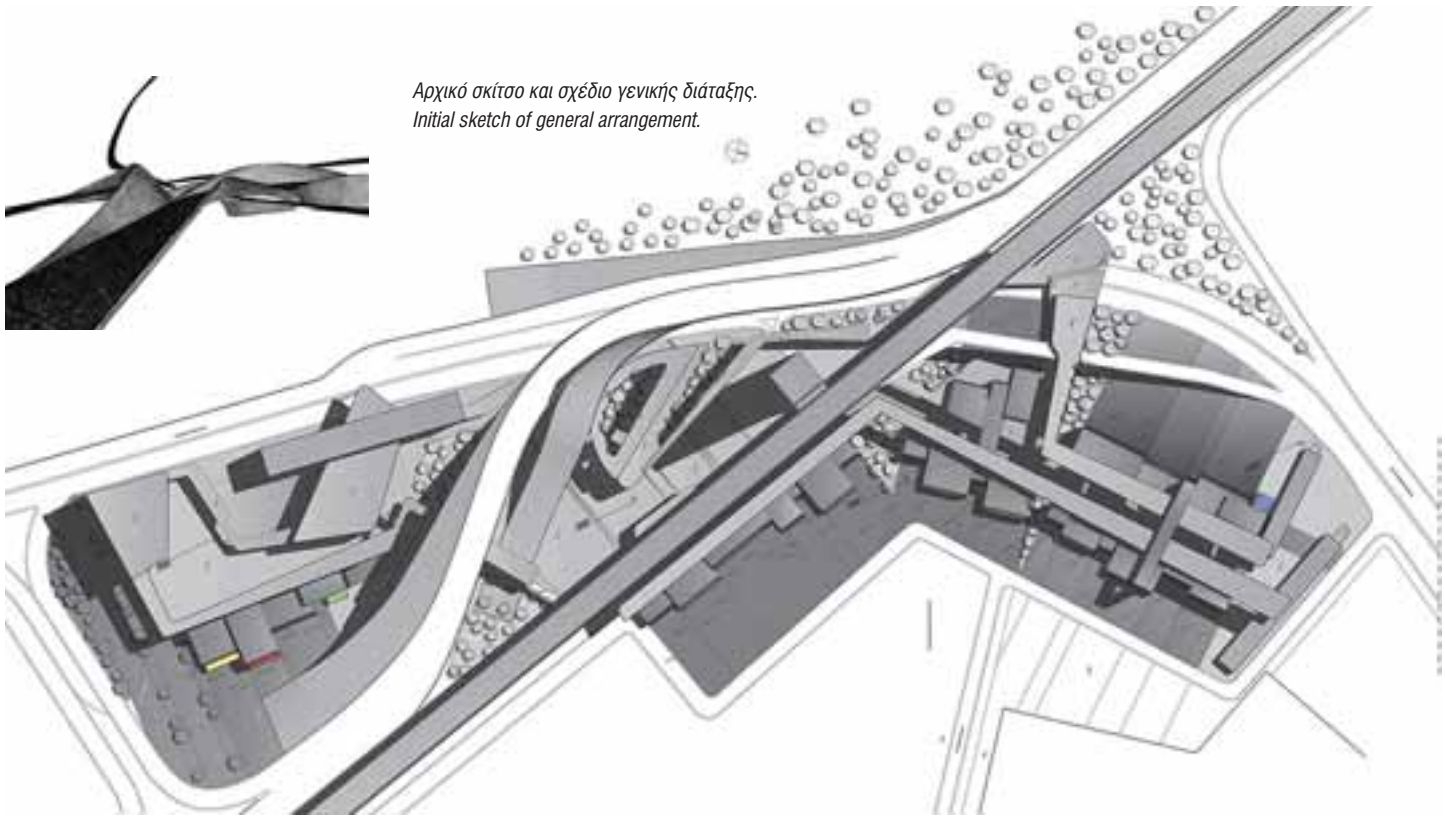 Αρχικό σκίτσο και σχέδιο γενικής διάταξης.
Initial sketch of general arrangement.